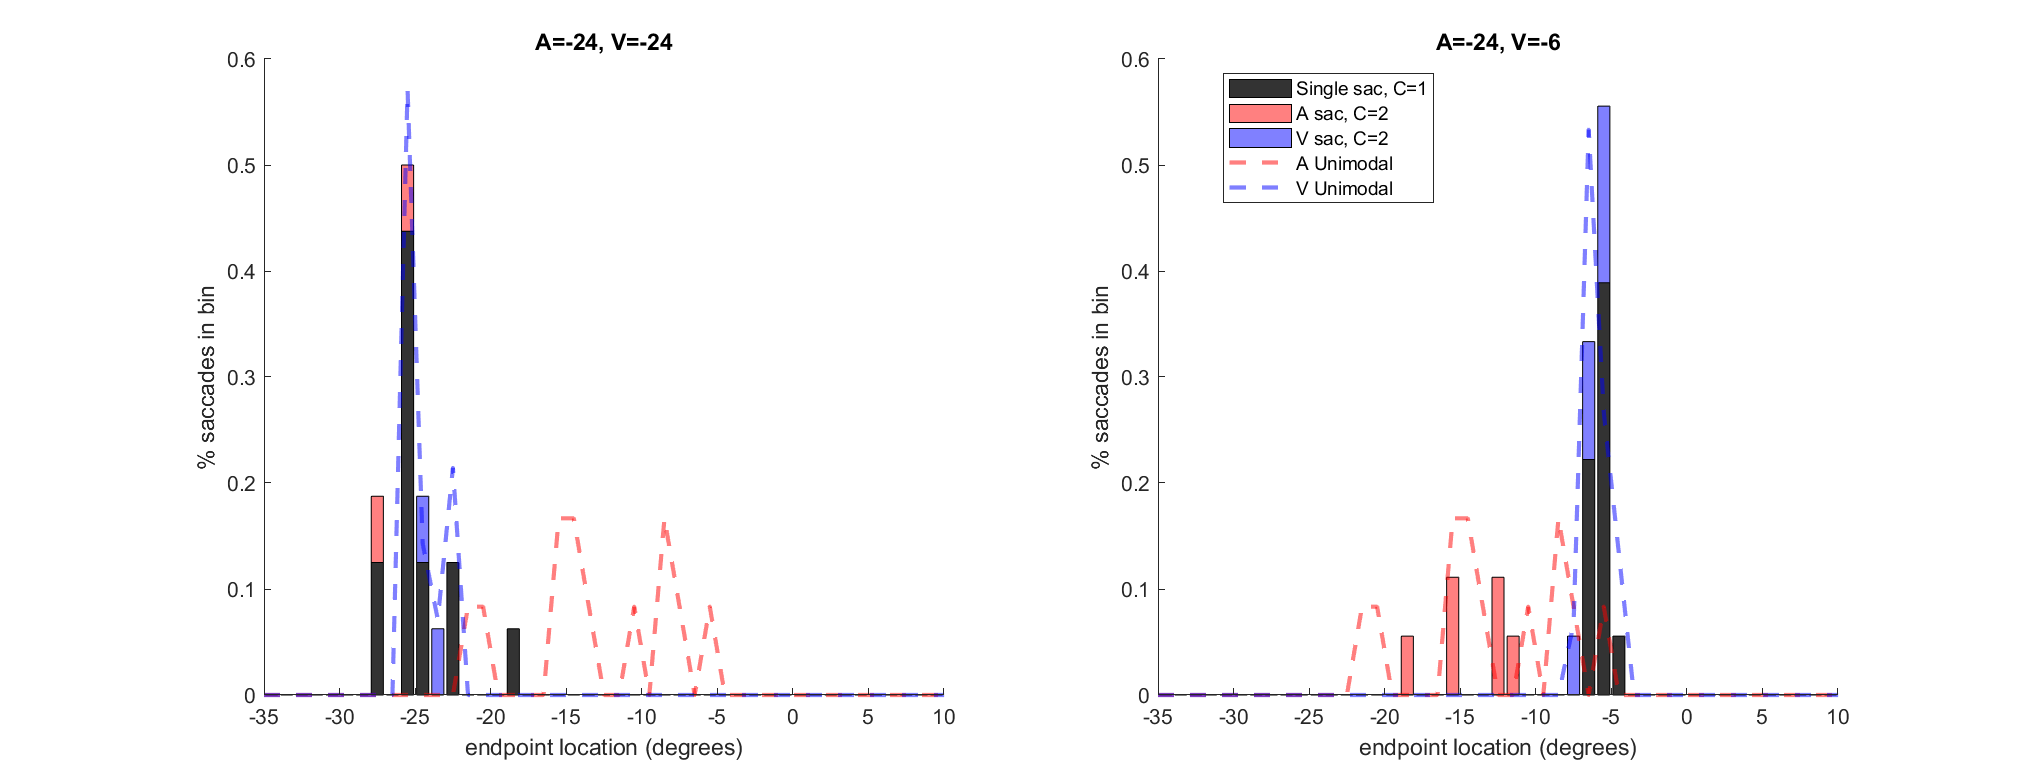 A=-24, V=-24
0.6
0.5
0.4
0.3
0.2
0.1
0
% saccades in bin
-35 -30 -25 -20 -15 -10 -5 0 5 10
endpoint location (degrees)
A=-24, V=-6
Single sac, C=1
A sac, C=2
V sac, C=2
A Unimodal
V Unimodal
0.6
0.5
0.4
0.3
0.2
0.1
0
% saccades in bin
-35 -30 -25 -20 -15 -10 -5 0 5 10
endpoint location (degrees)